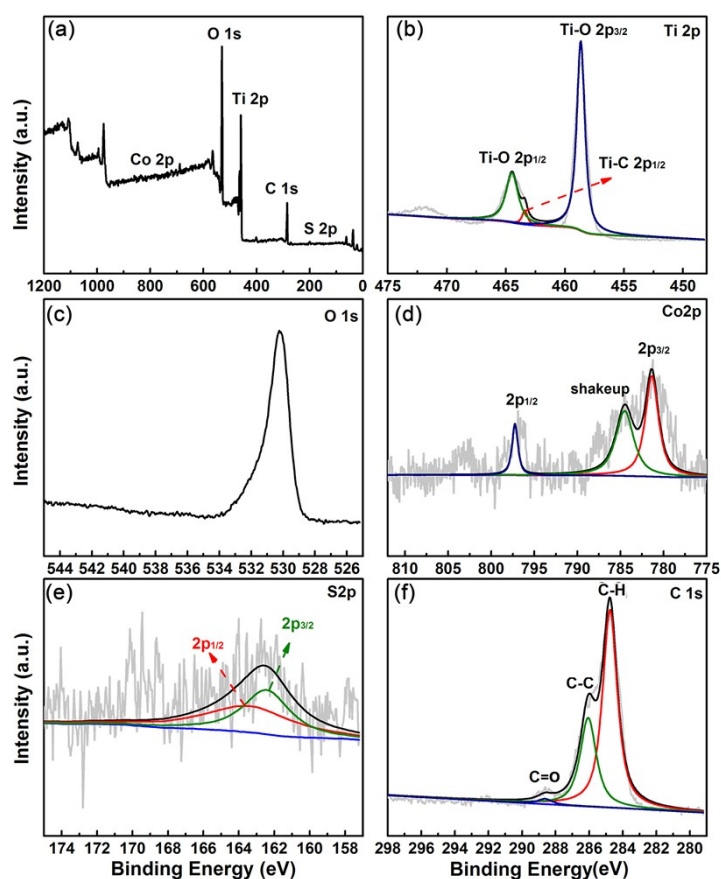 (a)
O 1s
Ti 2p
Co 2p
C 1s
S 2p
Intensity (a.u.)
1200 1000 800 600 400 200 0
(b)
Ti-O 2p3/2
Ti 2p
Ti-O 2p1/2
Ti-C 2p1/2
Intensity (a.u.)
475 470 465 460 455 450
(c)
O 1s
Intensity (a.u.)
544 542 540 538 536 534 532 530 528 526
(d)
Co2p
2p3/2
shakeup
2p1/2
Intensity (a.u.)
810 805 800 795 790 785 780 775
(e)
S2p
2p3/2
2p1/2
Intensity (a.u.)
174 172 170 168 166 164 162 160 158
Binding Energy (eV)
(f)
C-H
C 1s
C-C
C=O
Intensity (a.u.)
298 296 294 292 290 288 286 284 282 280
Binding Energy(eV)